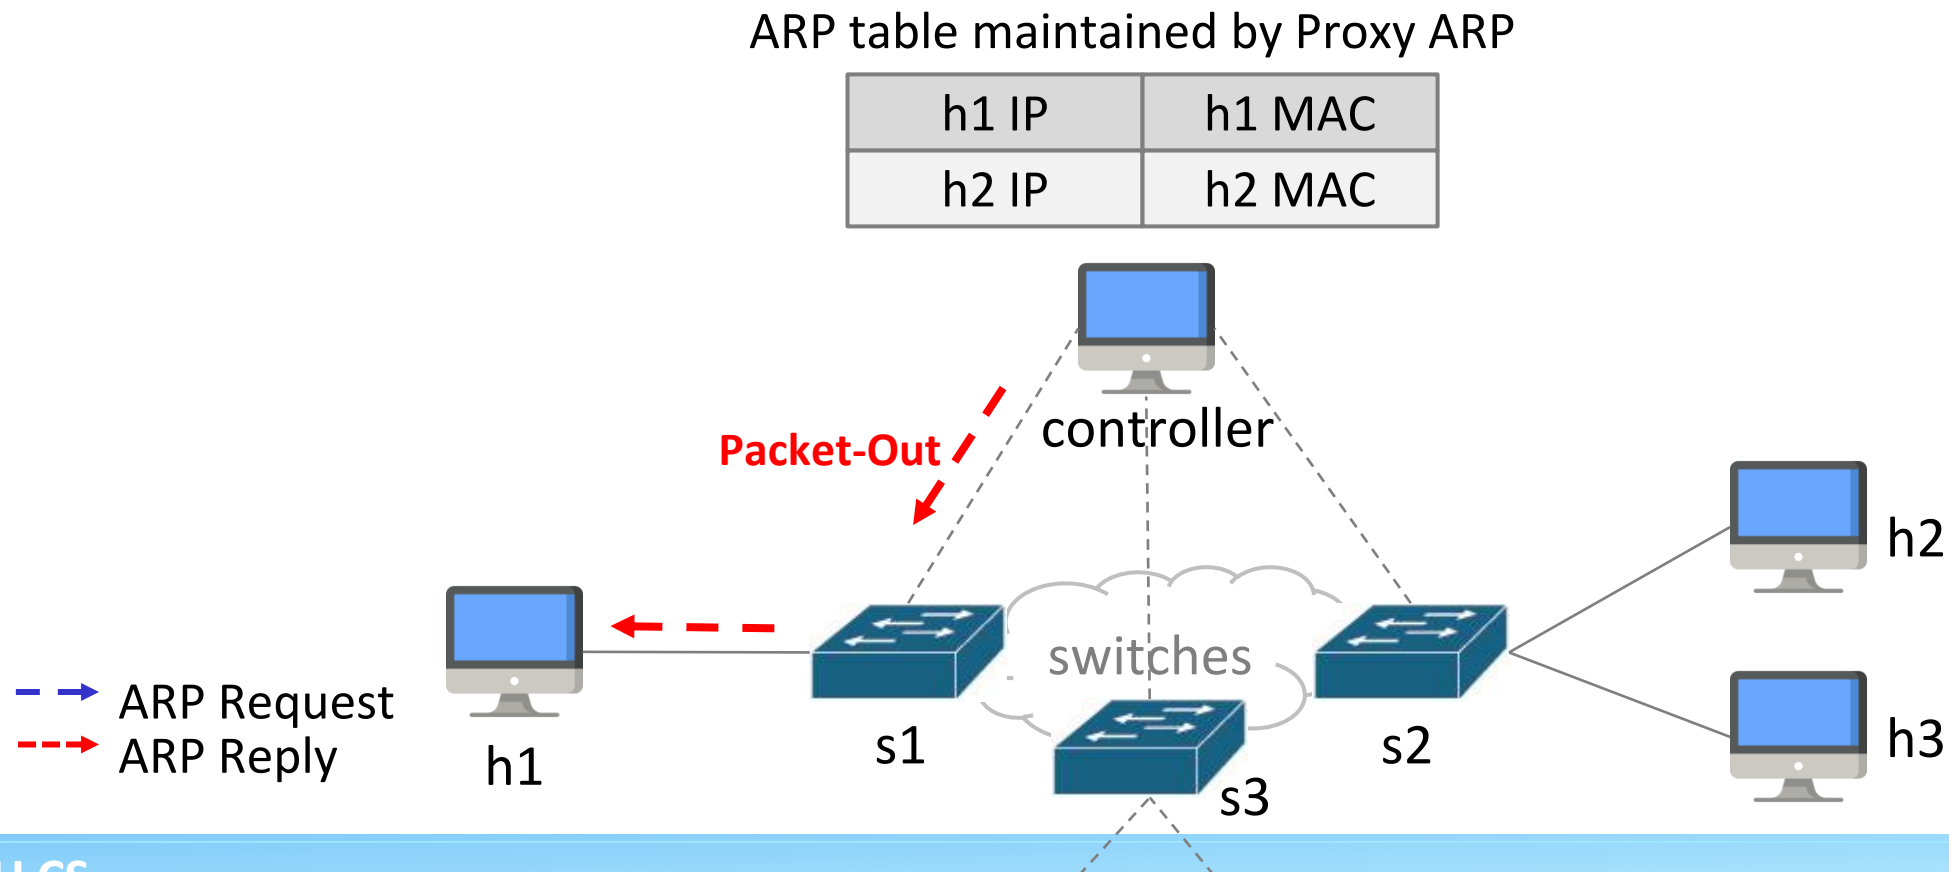 ARP table maintained by Proxy ARP
h1 IP h1 MAC
h2 IP h2 MAC
controller
Packet-Out
h2
switches
ARP Request
ARP Reply
h1
s1
s2
s3
h3